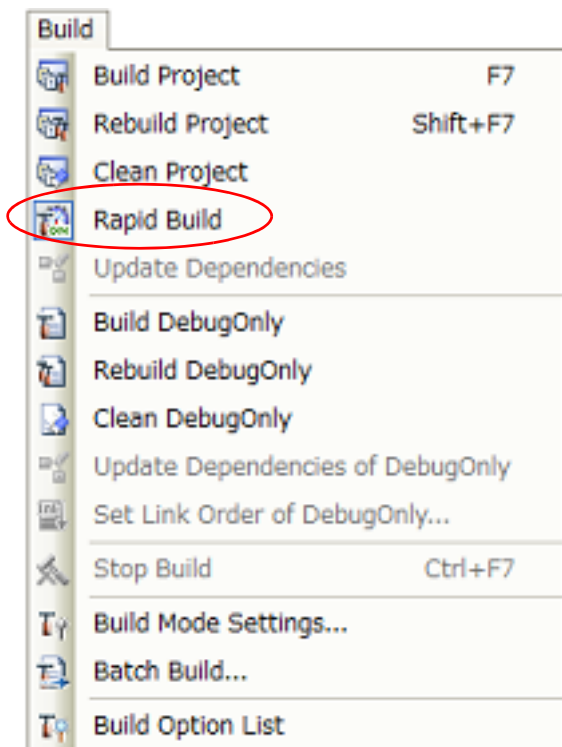 Build
Build Project F7
Rebuild Project Shift+F7
Clean Project
Rapid Build
Update Dependencies
Build DebugOnly
Rebuild DebugOnly
Clean DebugOnly
Update Dependencies of DebugOnly
Set Link Order of DebugOnly...
Stop Build Ctrl+F7
Build Mode Settings...
Batch Build...
Build Option List